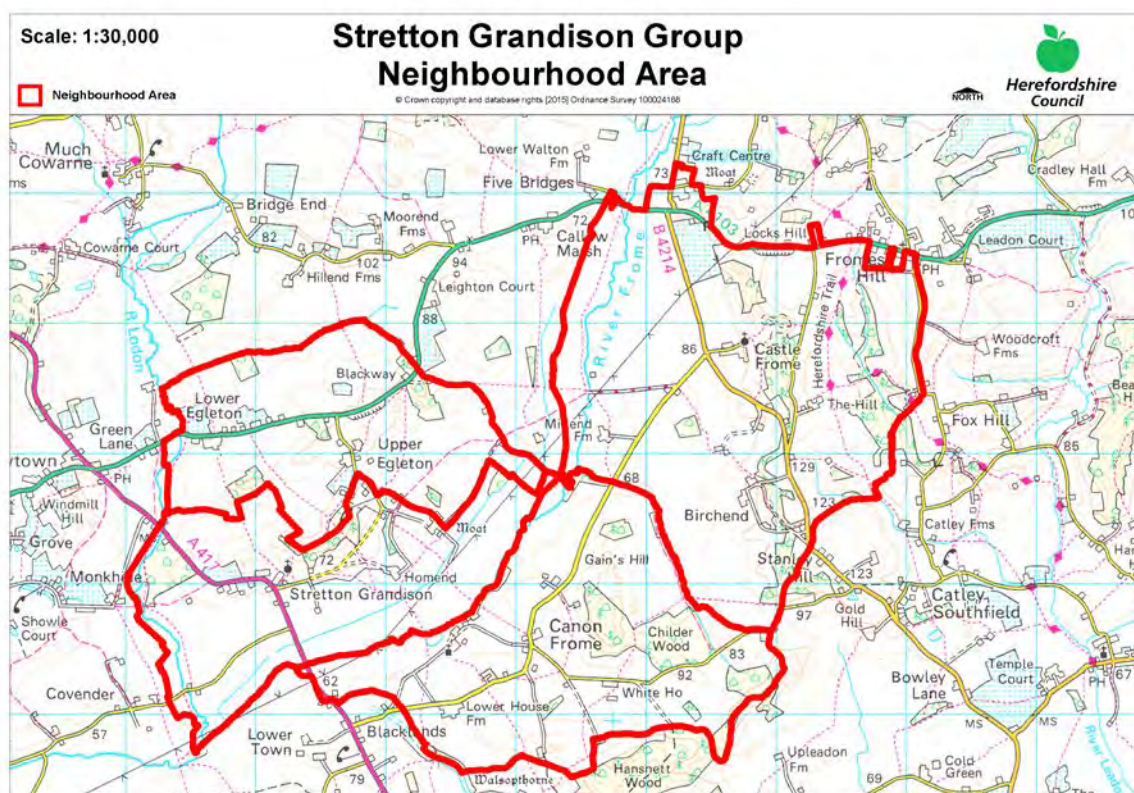 Scale: 1:30,000
Stretton Grandison Group
Neighbourhood Area
Neighbourhood Area
© Crown copyright and database rights [2015] Ordnance Survey 100024168
NORTH
Herefordshire
Council
Much
Cowarne
Lower Walton
Fm
Craft Centre
Moat
73
Cradley Hall
Fm
Five Bridges
Bridge End
Moorend
Fms
72
PH
Callow
Marsh
B4214
Locks Hill
Leadon Court
Cowarne Court
82
Hillend Fms
102
94
Fromes
Hill
PH
Leighton Court
River Frome
Herefordshire Trail
R Lodon
88
86
Castle
Frome
Woodcroft
Fms
Blackway
Lower
Egleton
The Hill
Green
Lane
Fox Hill
Upper
Egleton
Fm
85
PH
129
68
Windmill
Hill
123
Birchend
Moat
Catley Fms
Grove
Gain's Hill
72
Stanley
Hill
Homend
123
Stretton Grandison
Catley
Southfield
97
Gold
Hill
Showle
Court
Canon
Frome
Childer
Wood
83
Temple
Court
67
PH
92
Bowley
Lane
Covender
White Ho
62
Lower House
Fm
MS
MS
57
Blacklands
Lower
Town
Upleadon
Fm
Cold
Green
79
Walsopthorne
Hansnett
Wood
69